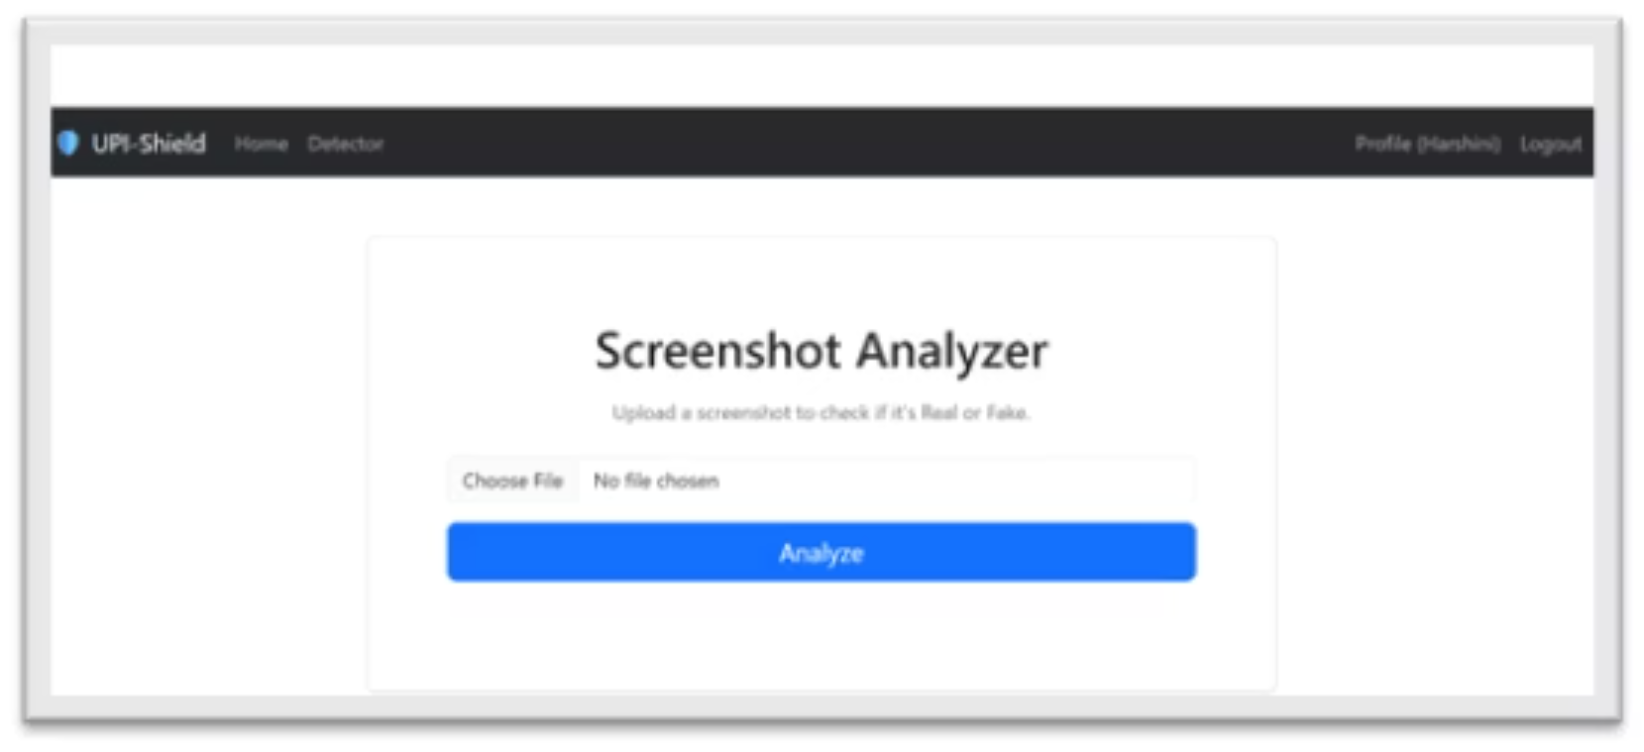 UPI-Shield Home Detector Profile (Harshini) Logout
Screenshot Analyzer
Upload a screenshot to check if it's Real or Fake.
Choose File No file chosen
Analyze